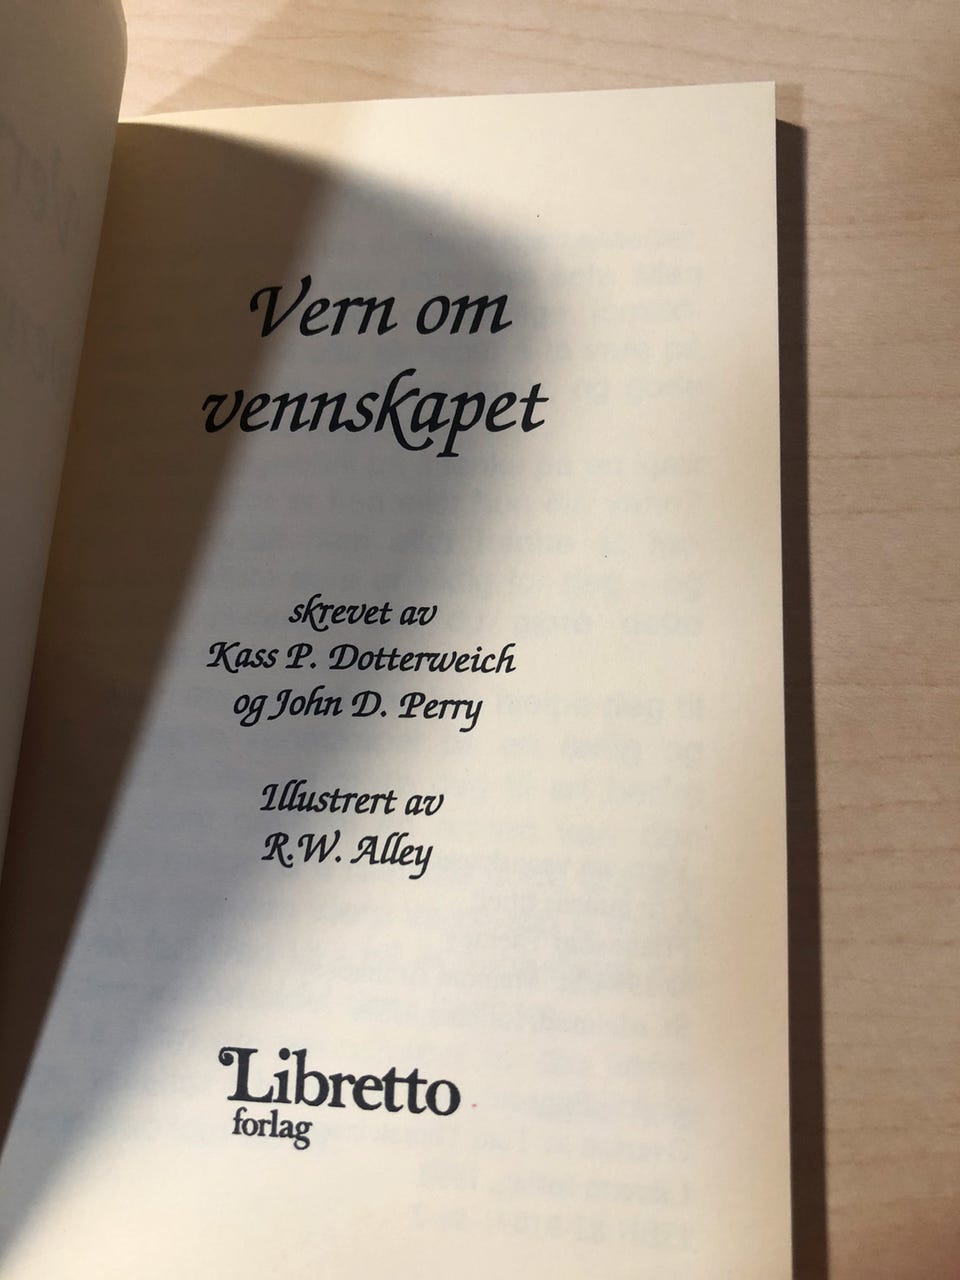 Vern om
vennskapet
skrevet av
Kass P. Dotterweich
og John D. Perry
Illustrert av
R.W. Alley
Libretto
forlag